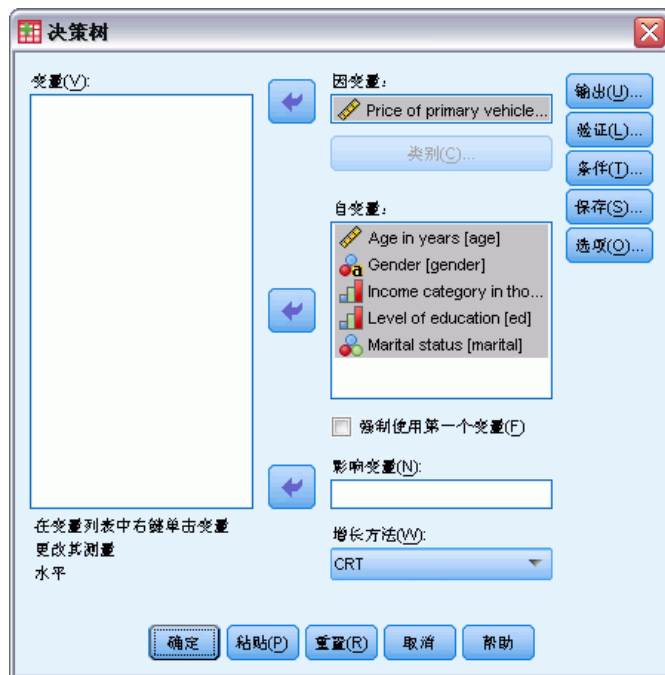 决策树
变量(V):
因变量:
Price of primary vehicle...
类别(C)...
自变量:
Age in years [age]
a Gender [gender]
Income category in tho...
Level of education [ed]
Marital status [marital]
强制使用第一个变量(F)
影响变量(N):
增长方法(W):
CRT
在变量列表中右键单击变量
更改其测量
水平
输出(U)...
验证(L)...
条件(T)...
保存(S)...
选项(O)...
确定
粘贴(P)
重置(R)
取消
帮助